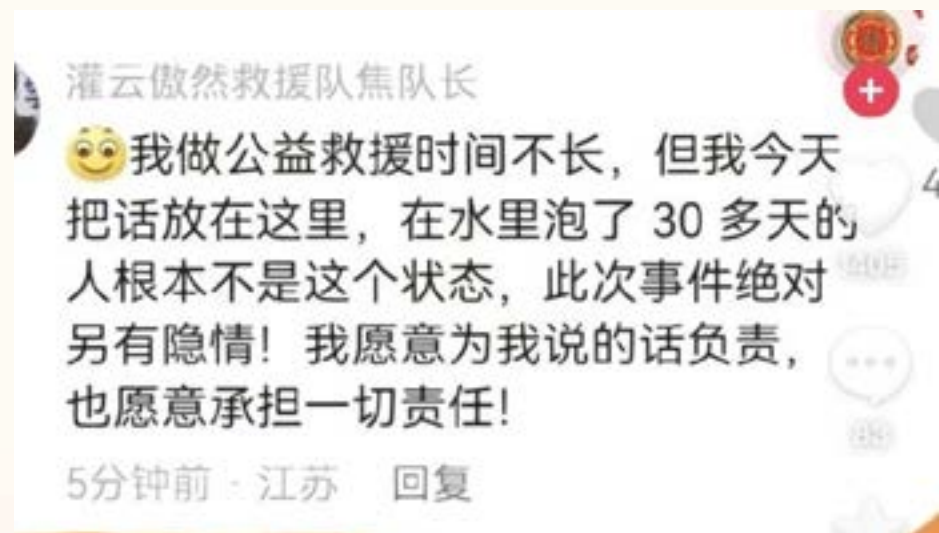 灌云傲然救援队焦队长
我做公益救援时间不长，但我今天
把话放在这里，在水里泡了 30 多天的
人根本不是这个状态，此次事件绝对
另有隐情！我愿意为我说的话负责，
也愿意承担一切责任！
5分钟前 · 江苏 回复
83